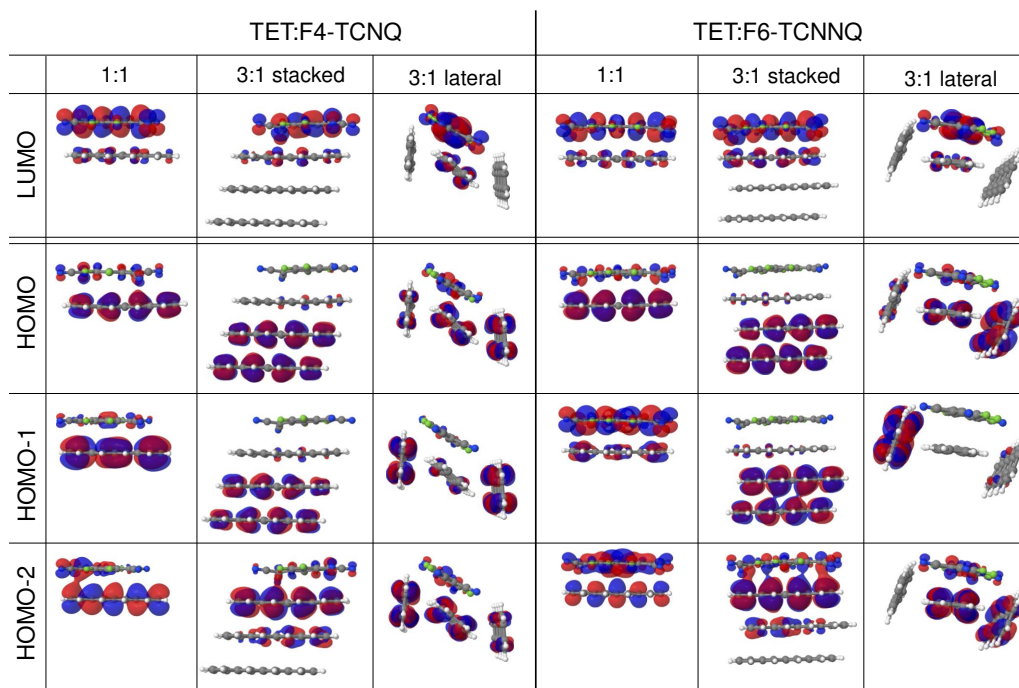 TET:F4-TCNQ TET:F6-TCNNQ
1:1 3:1 stacked 3:1 lateral 1:1 3:1 stacked 3:1 lateral
LUMO
HOMO
HOMO-1
HOMO-2